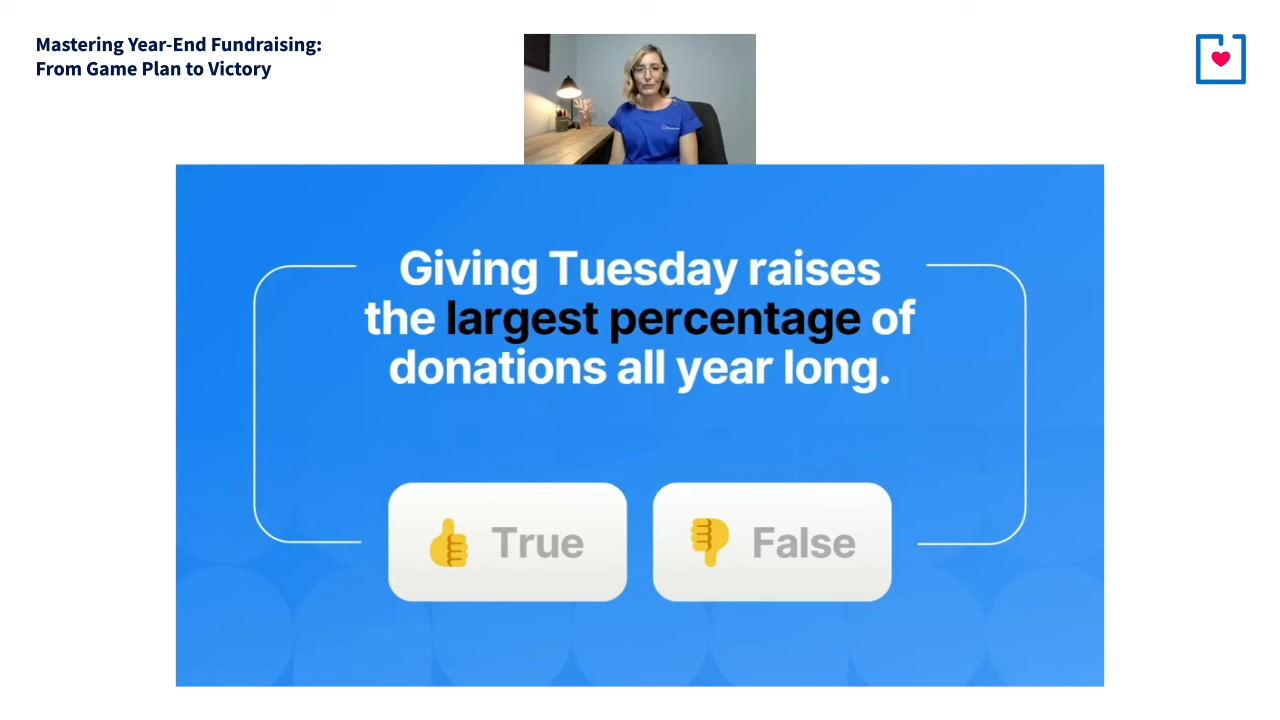 Mastering Year-End Fundraising:
From Game Plan to Victory
Giving Tuesday raises
the largest percentage of
donations all year long.
True
False